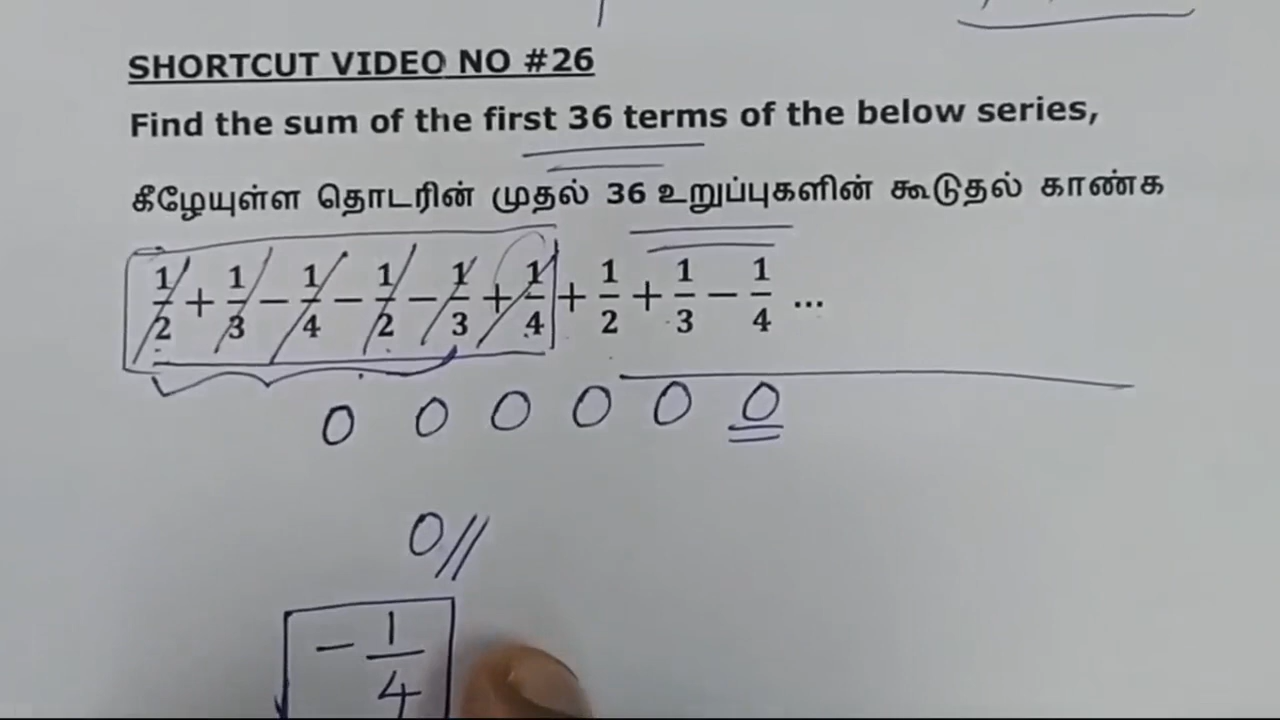 SHORTCUT VIDEO NO #26
Find the sum of the first 36 terms of the below series,
கீழேயுள்ள தொடரின் முதல் 36 உறுப்புகளின் கூடுதல் காண்க
1/2 + 1/3 − 1/4 − 1/2 − 1/3 + 1/4 + 1/2 + 1/3 − 1/4 ...
0 0 0 0 0 0
0//
− 1/4